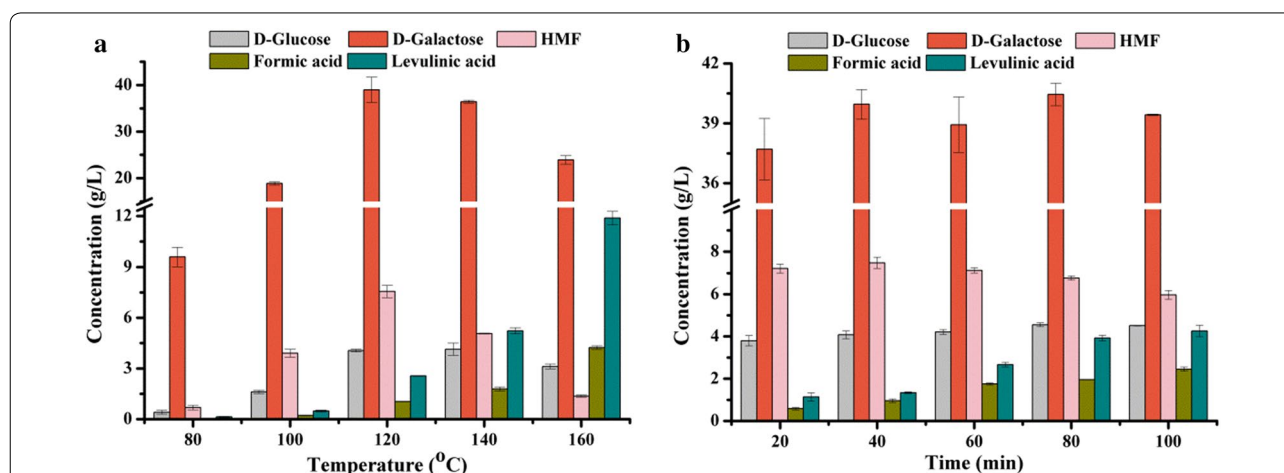 a
D-Glucose D-Galactose HMF
Formic acid Levulinic acid
Concentration (g/L)
40
30
20
12
9
6
3
0
80 100 120 140 160
Temperature (°C)
b
D-Glucose D-Galactose HMF
Formic acid Levulinic acid
Concentration (g/L)
42
39
36
8
6
4
2
0
20 40 60 80 100
Time (min)